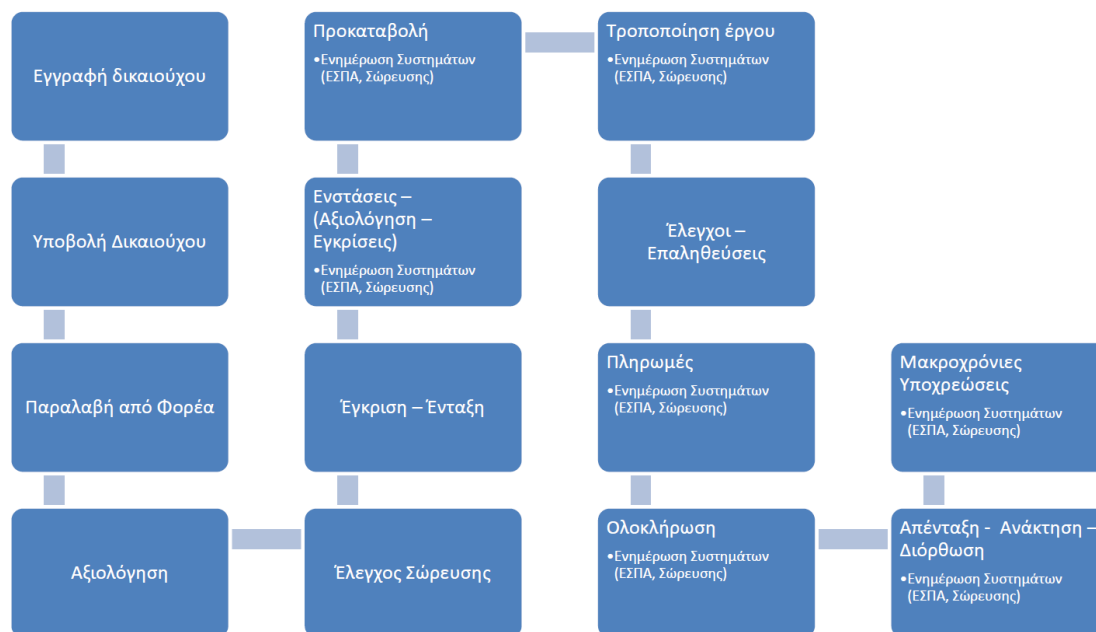 Εγγραφή δικαιούχου
Υποβολή Δικαιούχου
Παραλαβή από Φορέα
Αξιολόγηση
Έλεγχος Σώρευσης
Έγκριση – Ένταξη
Ενστάσεις –
(Αξιολόγηση –
Εγκρίσεις)
•Ενημέρωση Συστημάτων
(ΕΣΠΑ, Σώρευσης)
Προκαταβολή
•Ενημέρωση Συστημάτων
(ΕΣΠΑ, Σώρευσης)
Τροποποίηση έργου
•Ενημέρωση Συστημάτων
(ΕΣΠΑ, Σώρευσης)
Έλεγχοι –
Επαληθεύσεις
Πληρωμές
•Ενημέρωση Συστημάτων
(ΕΣΠΑ, Σώρευσης)
Ολοκλήρωση
•Ενημέρωση Συστημάτων
(ΕΣΠΑ, Σώρευσης)
Απένταξη - Ανάκτηση –
Διόρθωση
•Ενημέρωση Συστημάτων
(ΕΣΠΑ, Σώρευσης)
Μακροχρόνιες
Υποχρεώσεις
•Ενημέρωση Συστημάτων
(ΕΣΠΑ, Σώρευσης)